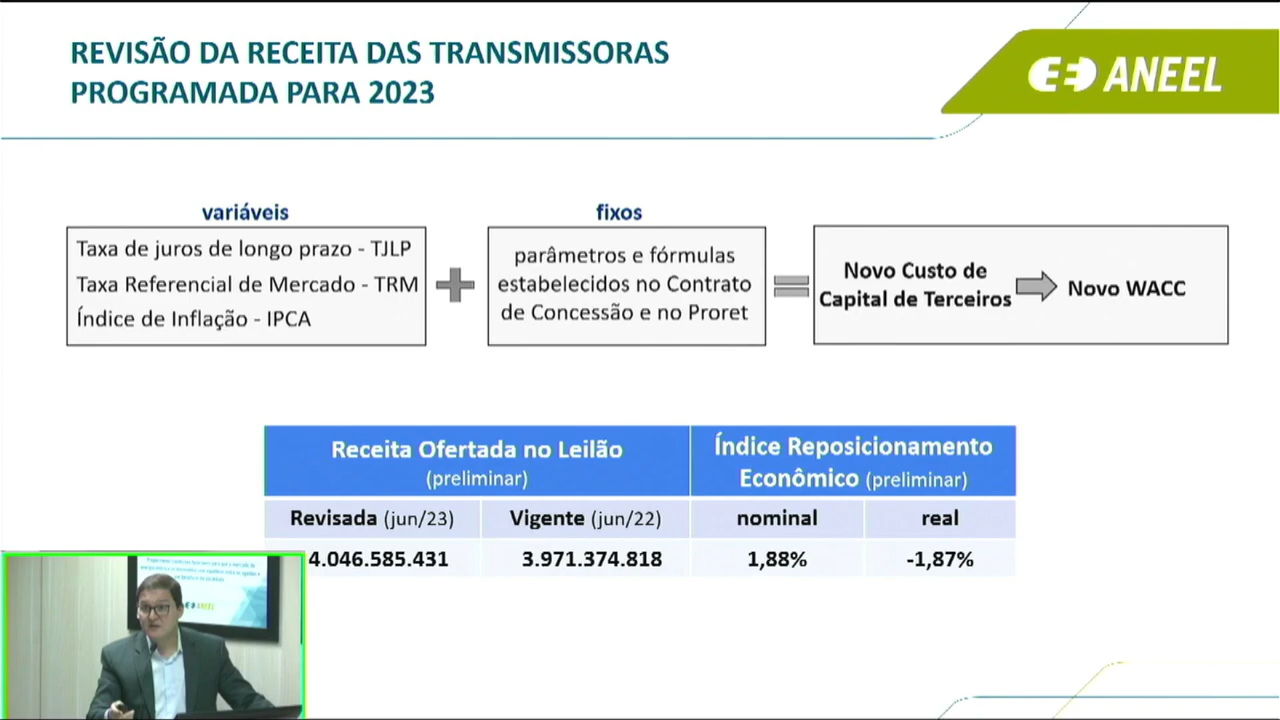 REVISÃO DA RECEITA DAS TRANSMISSORAS
PROGRAMADA PARA 2023
ANEEL
variáveis
Taxa de juros de longo prazo - TJLP
Taxa Referencial de Mercado - TRM
Índice de Inflação - IPCA
fixos
parâmetros e fórmulas
estabelecidos no Contrato
de Concessão e no Proret
Novo Custo de
Capital de Terceiros
Novo WACC
Receita Ofertada no Leilão
(preliminar)
Índice Reposicionamento
Econômico (preliminar)
Revisada (jun/23)
Vigente (jun/22)
nominal
real
4.046.585.431
3.971.374.818
1,88%
-1,87%
ANEEL